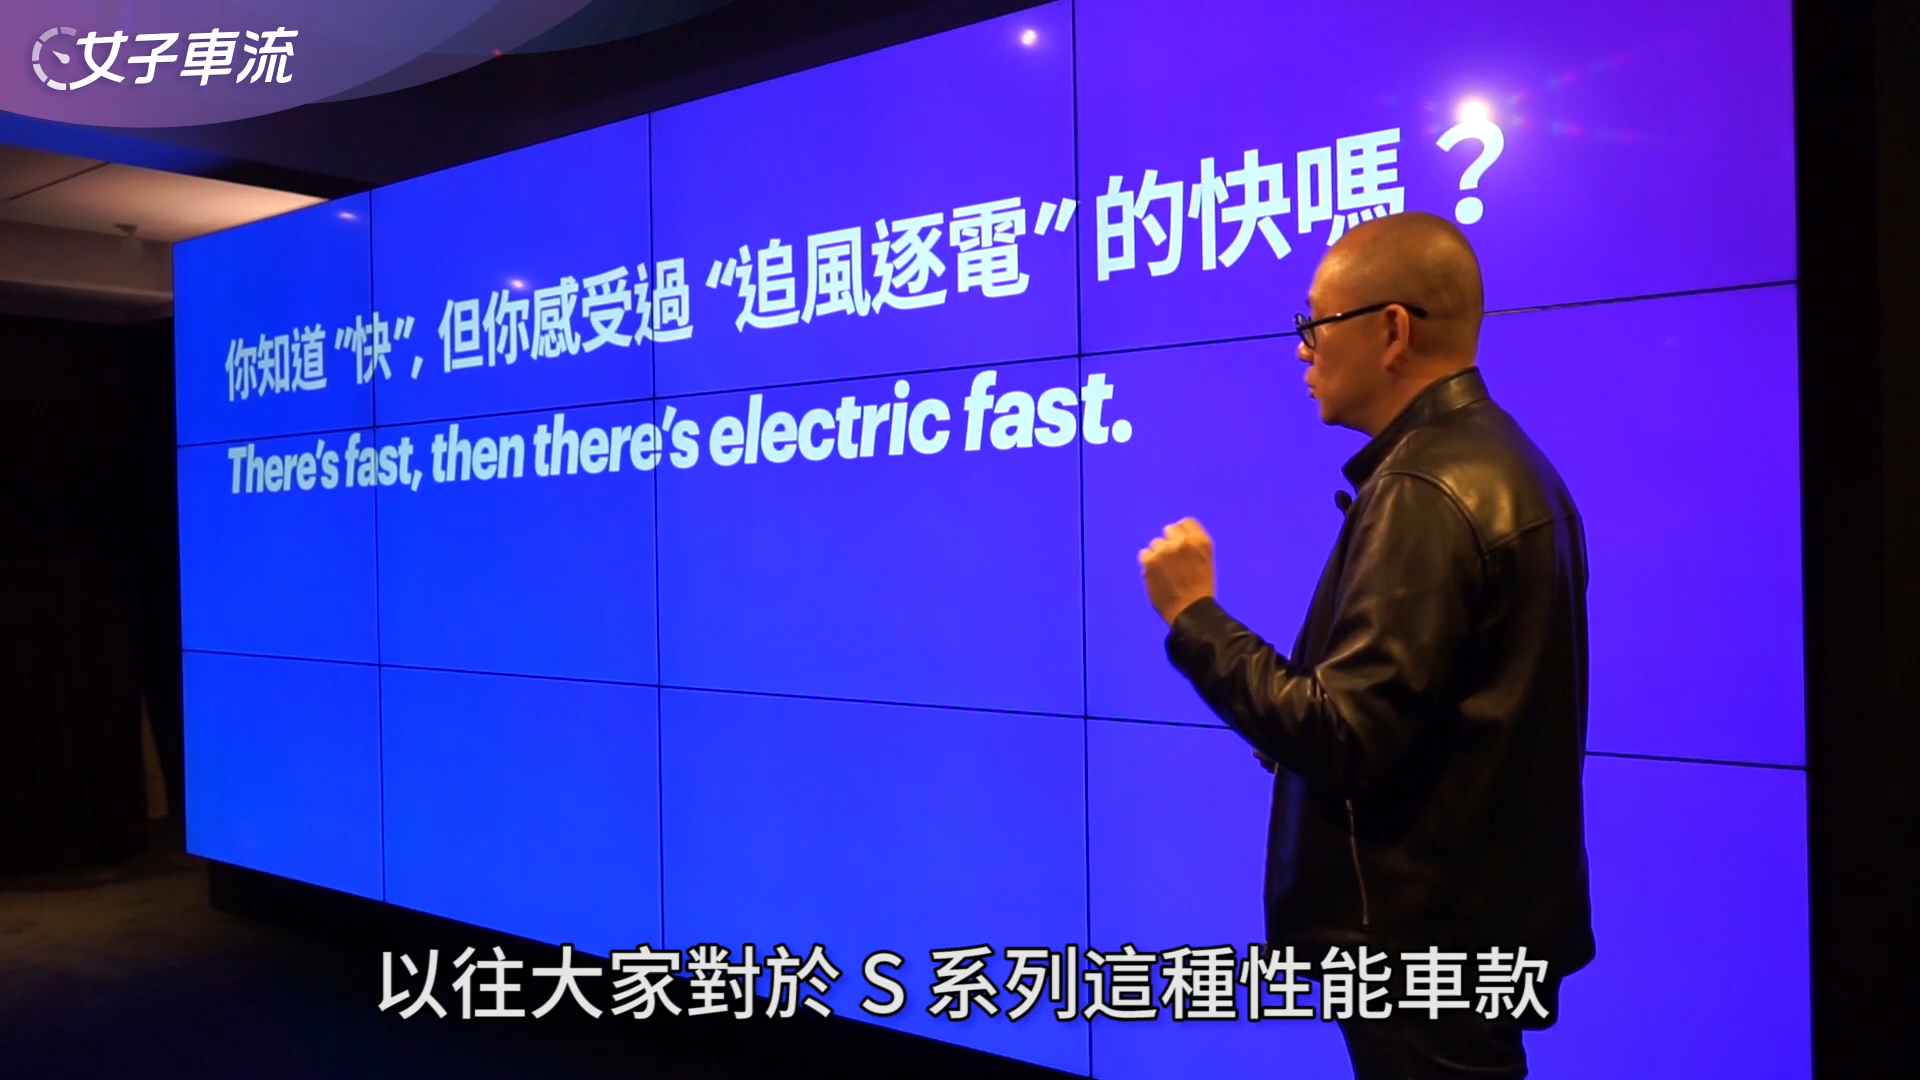 女子車流
你知道"快", 但你感受過"追風逐電"的快嗎？
There's fast, then there's electric fast.
以往大家對於 S 系列這種性能車款